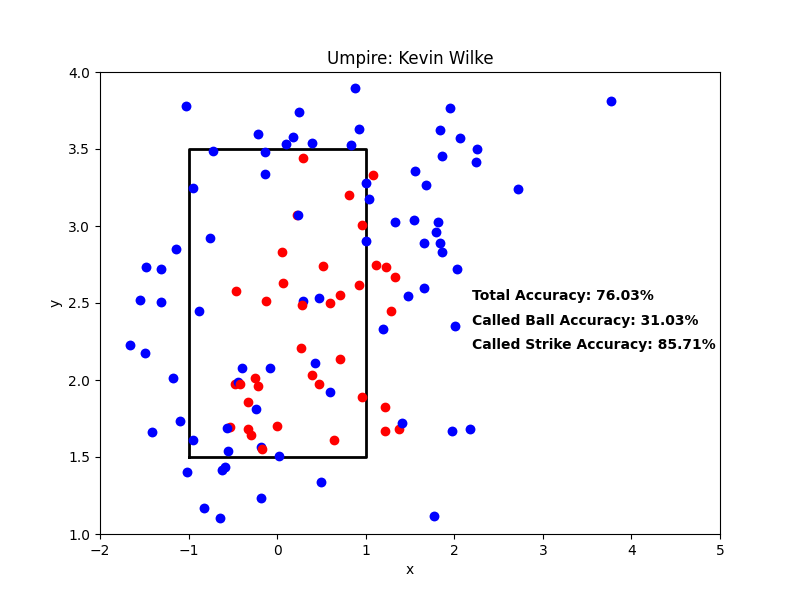 Umpire: Kevin Wilke
4.0
3.5
3.0
2.5
2.0
1.5
1.0
y
Total Accuracy: 76.03%
Called Ball Accuracy: 31.03%
Called Strike Accuracy: 85.71%
−2 −1 0 1 2 3 4 5
x